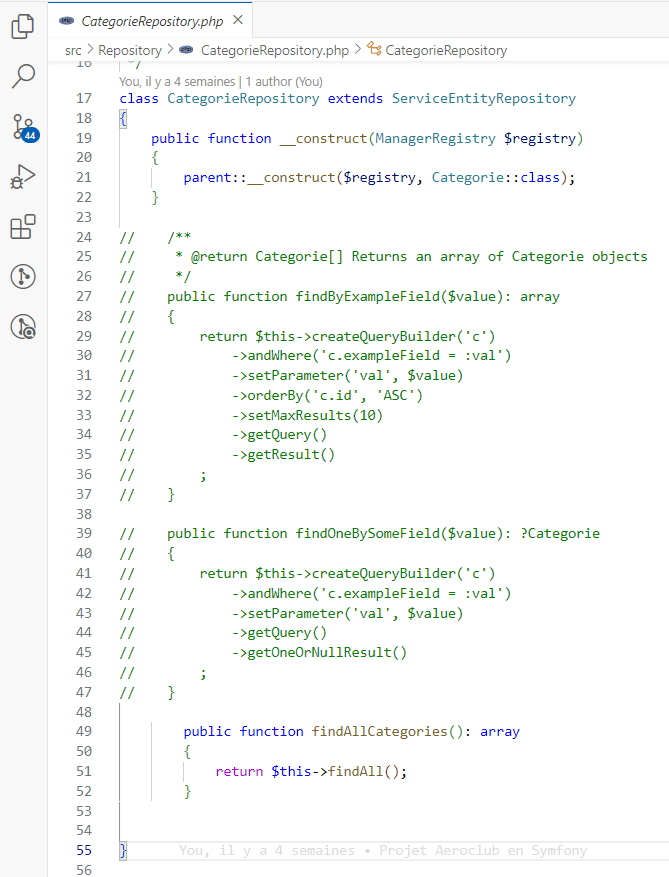 CategorieRepository.php ×
src > Repository > CategorieRepository.php > CategorieRepository
16 */
You, il y a 4 semaines | 1 author (You)
17 class CategorieRepository extends ServiceEntityRepository
18 {
19 public function __construct(ManagerRegistry $registry)
20 {
21 parent::__construct($registry, Categorie::class);
22 }
23
24 // /**
25 // * @return Categorie[] Returns an array of Categorie objects
26 // */
27 // public function findByExampleField($value): array
28 // {
29 // return $this->createQueryBuilder('c')
30 // ->andWhere('c.exampleField = :val')
31 // ->setParameter('val', $value)
32 // ->orderBy('c.id', 'ASC')
33 // ->setMaxResults(10)
34 // ->getQuery()
35 // ->getResult()
36 // ;
37 // }
38
39 // public function findOneBySomeField($value): ?Categorie
40 // {
41 // return $this->createQueryBuilder('c')
42 // ->andWhere('c.exampleField = :val')
43 // ->setParameter('val', $value)
44 // ->getQuery()
45 // ->getOneOrNullResult()
46 // ;
47 // }
48
49 public function findAllCategories(): array
50 {
51 return $this->findAll();
52 }
53
54
55 } You, il y a 4 semaines • Projet Aeroclub en Symfony
56
44